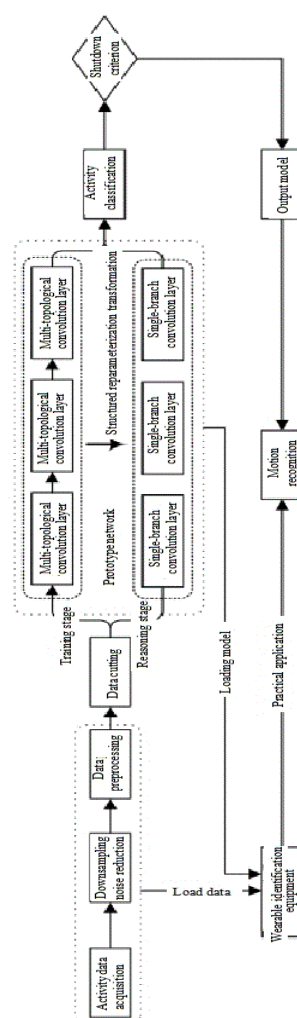 Activity data
acquisition
Downsampling
noise reduction
Data
preprocessing
Data cutting
Training stage
Reasoning stage
Multi-topological
convolution layer
Multi-topological
convolution layer
Multi-topological
convolution layer
Prototype network
Structured reparameterization transformation
Single-branch
convolution layer
Single-branch
convolution layer
Single-branch
convolution layer
Activity
classification
Shutdown
criterion
Load data
Loading model
Wearable identification
equipment
Practical application
Motion
recognition
Output model